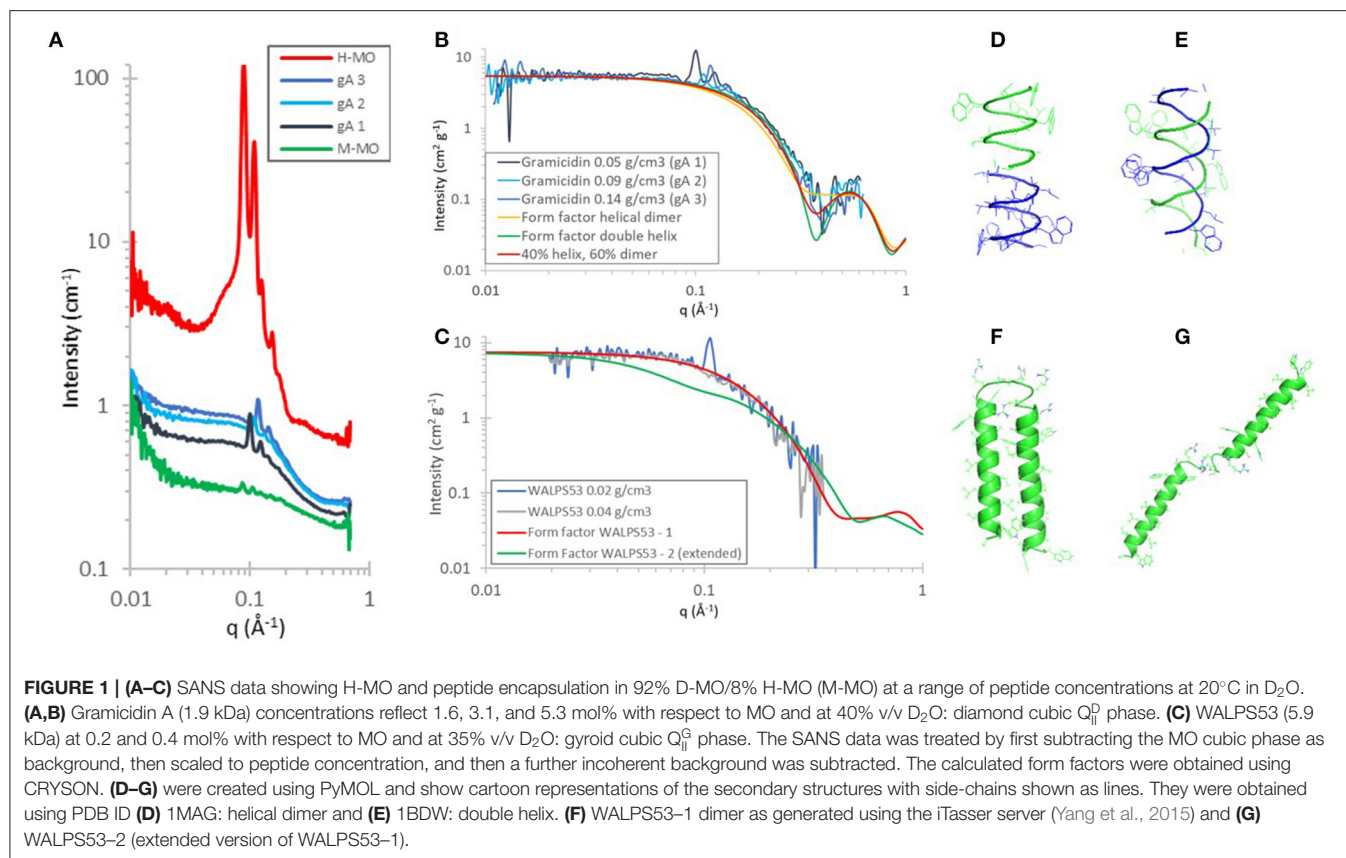 A
H-MO
gA 3
gA 2
gA 1
M-MO
100
10
1
0.1
0.01
0.1
1
Intensity (cm⁻¹)
q (Å⁻¹)
B
10
1
0.1
0.01
Intensity (cm² g⁻¹)
Gramicidin 0.05 g/cm3 (gA 1)
Gramicidin 0.09 g/cm3 (gA 2)
Gramicidin 0.14 g/cm3 (gA 3)
Form factor helical dimer
Form factor double helix
40% helix, 60% dimer
0.01
0.1
1
q (Å⁻¹)
C
10
1
0.1
0.01
Intensity (cm² g⁻¹)
WALPS53 0.02 g/cm3
WALPS53 0.04 g/cm3
Form factor WALPS53 - 1
Form Factor WALPS53 - 2 (extended)
0.01
0.1
1
q (Å⁻¹)
D
E
F
G
FIGURE 1 | (A–C) SANS data showing H-MO and peptide encapsulation in 92% D-MO/8% H-MO (M-MO) at a range of peptide concentrations at 20°C in D₂O.
(A,B) Gramicidin A (1.9 kDa) concentrations reflect 1.6, 3.1, and 5.3 mol% with respect to MO and at 40% v/v D₂O: diamond cubic Q_II^D phase. (C) WALPS53 (5.9
kDa) at 0.2 and 0.4 mol% with respect to MO and at 35% v/v D₂O: gyroid cubic Q_II^G phase. The SANS data was treated by first subtracting the MO cubic phase as
background, then scaled to peptide concentration, and then a further incoherent background was subtracted. The calculated form factors were obtained using
CRYSON. (D–G) were created using PyMOL and show cartoon representations of the secondary structures with side-chains shown as lines. They were obtained
using PDB ID (D) 1MAG: helical dimer and (E) 1BDW: double helix. (F) WALPS53–1 dimer as generated using the iTasser server (Yang et al., 2015) and (G)
WALPS53–2 (extended version of WALPS53–1).